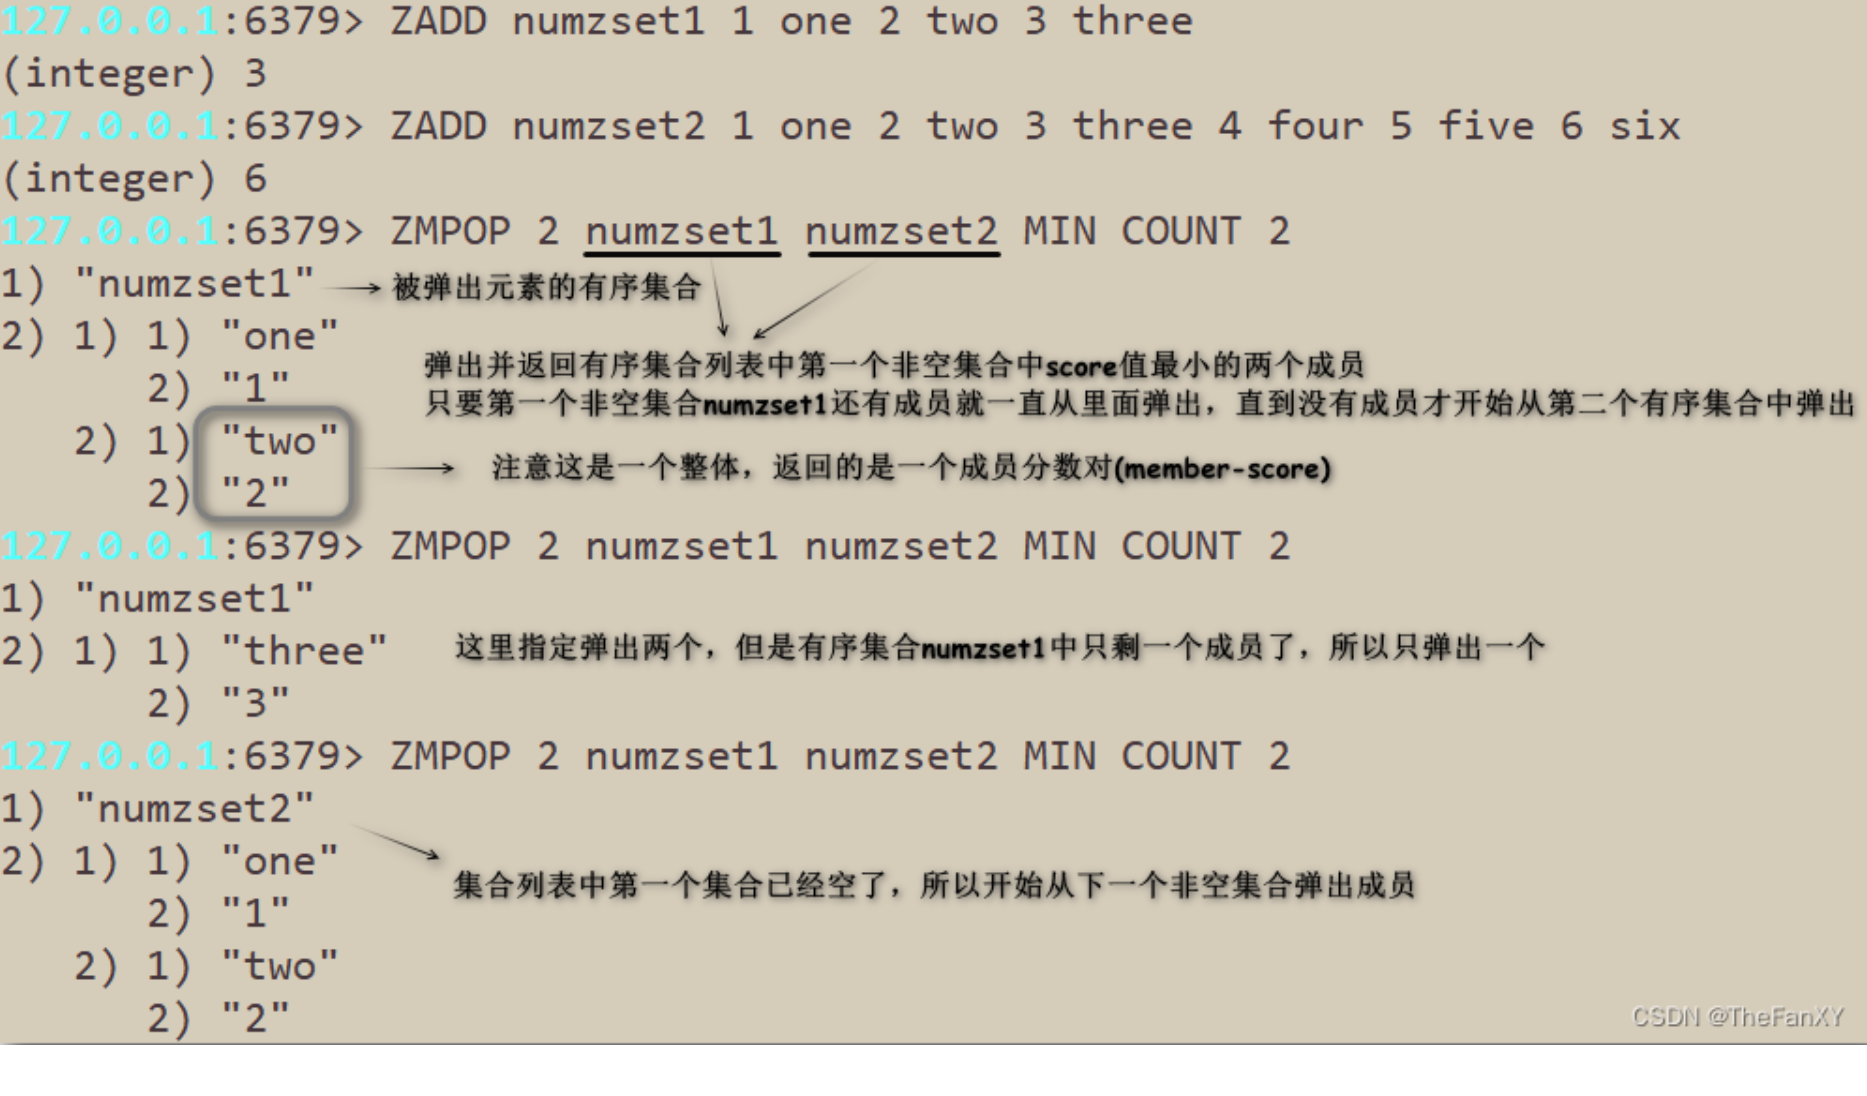 127.0.0.1:6379> ZADD numzset1 1 one 2 two 3 three
(integer) 3
127.0.0.1:6379> ZADD numzset2 1 one 2 two 3 three 4 four 5 five 6 six
(integer) 6
127.0.0.1:6379> ZMPOP 2 numzset1 numzset2 MIN COUNT 2
1) "numzset1" 被弹出元素的有序集合
2) 1) 1) "one"
弹出并返回有序集合列表中第一个非空集合中score值最小的两个成员
2) "1"
只要第一个非空集合numzset1还有成员就一直从里面弹出，直到没有成员才开始从第二个有序集合中弹出
2) 1) "two"
注意这是一个整体，返回的是一个成员分数对(member-score)
2) "2"
127.0.0.1:6379> ZMPOP 2 numzset1 numzset2 MIN COUNT 2
1) "numzset1"
2) 1) 1) "three" 这里指定弹出两个，但是有序集合numzset1中只剩一个成员了，所以只弹出一个
2) "3"
127.0.0.1:6379> ZMPOP 2 numzset1 numzset2 MIN COUNT 2
1) "numzset2"
2) 1) 1) "one"
集合列表中第一个集合已经空了，所以开始从下一个非空集合弹出成员
2) "1"
2) 1) "two"
2) "2"
CSDN @TheFanXY